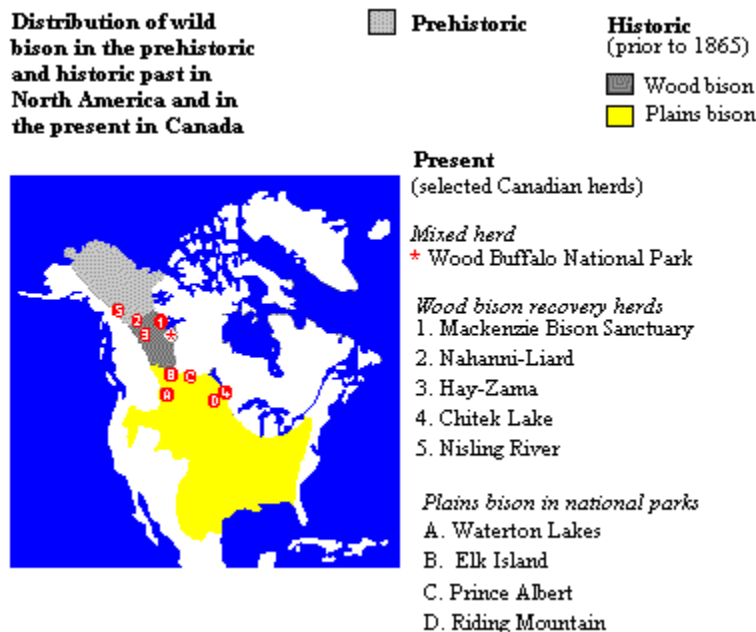 Distribution of wild
bison in the prehistoric
and historic past in
North America and in
the present in Canada
Prehistoric
Historic
(prior to 1865)
Wood bison
Plains bison
Present
(selected Canadian herds)
Mixed herd
* Wood Buffalo National Park
Wood bison recovery herds
1. Mackenzie Bison Sanctuary
2. Nahanni-Liard
3. Hay-Zama
4. Chitek Lake
5. Nisling River
Plains bison in national parks
A. Waterton Lakes
B. Elk Island
C. Prince Albert
D. Riding Mountain
5
2
1
3
*
B
C
A
D
4